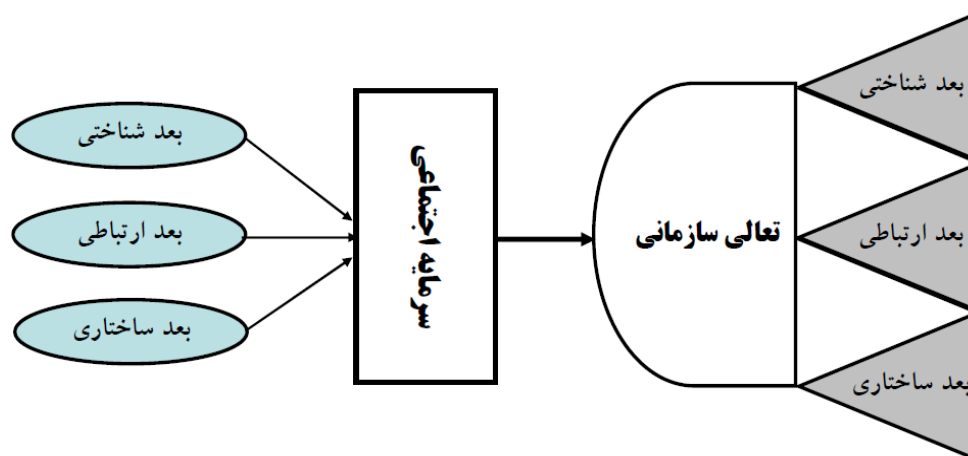 بعد شناختی
بعد ارتباطی
بعد ساختاری
سرمایه اجتماعی
تعالی سازمانی
بعد شناختی
بعد ارتباطی
بعد ساختاری